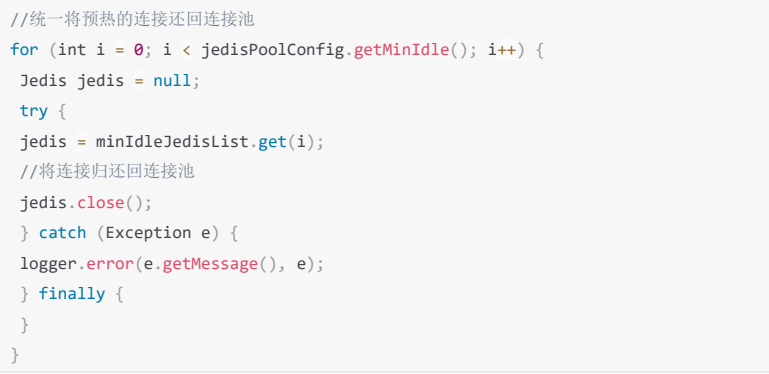 //统一将预热的连接还回连接池
for (int i = 0; i < jedisPoolConfig.getMinIdle(); i++) {
 Jedis jedis = null;
 try {
 jedis = minIdleJedisList.get(i);
 //将连接归还回连接池
 jedis.close();
 } catch (Exception e) {
 logger.error(e.getMessage(), e);
 } finally {
 }
}